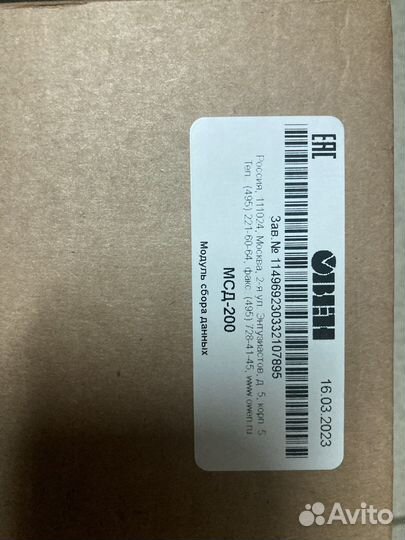 EAC
ОВЕН
16.03.2023
Зав.№ 114969230332107895
Россия, 111024, Москва, 2-я ул. Энтузиастов, д. 5, корп. 5
Тел.: (495) 221-60-64, факс: (495) 728-41-45, www.owen.ru
МСД-200
Модуль сбора данных
Avito